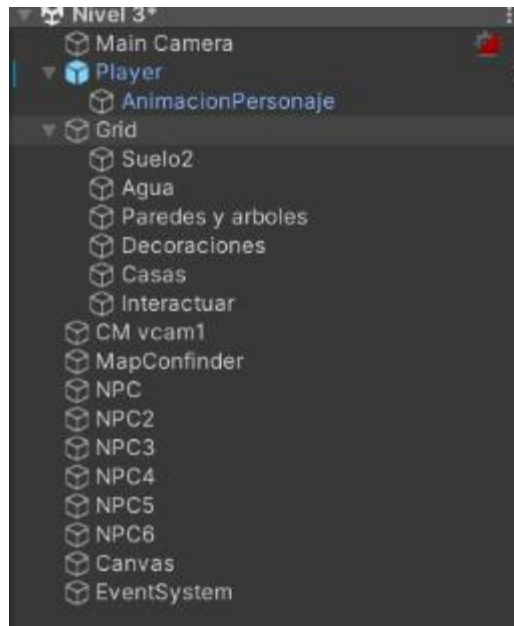 Nivel 3*
Main Camera
Player
AnimacionPersonaje
Grid
Suelo2
Agua
Paredes y arboles
Decoraciones
Casas
Interactuar
CM vcam1
MapConfinder
NPC
NPC2
NPC3
NPC4
NPC5
NPC6
Canvas
EventSystem